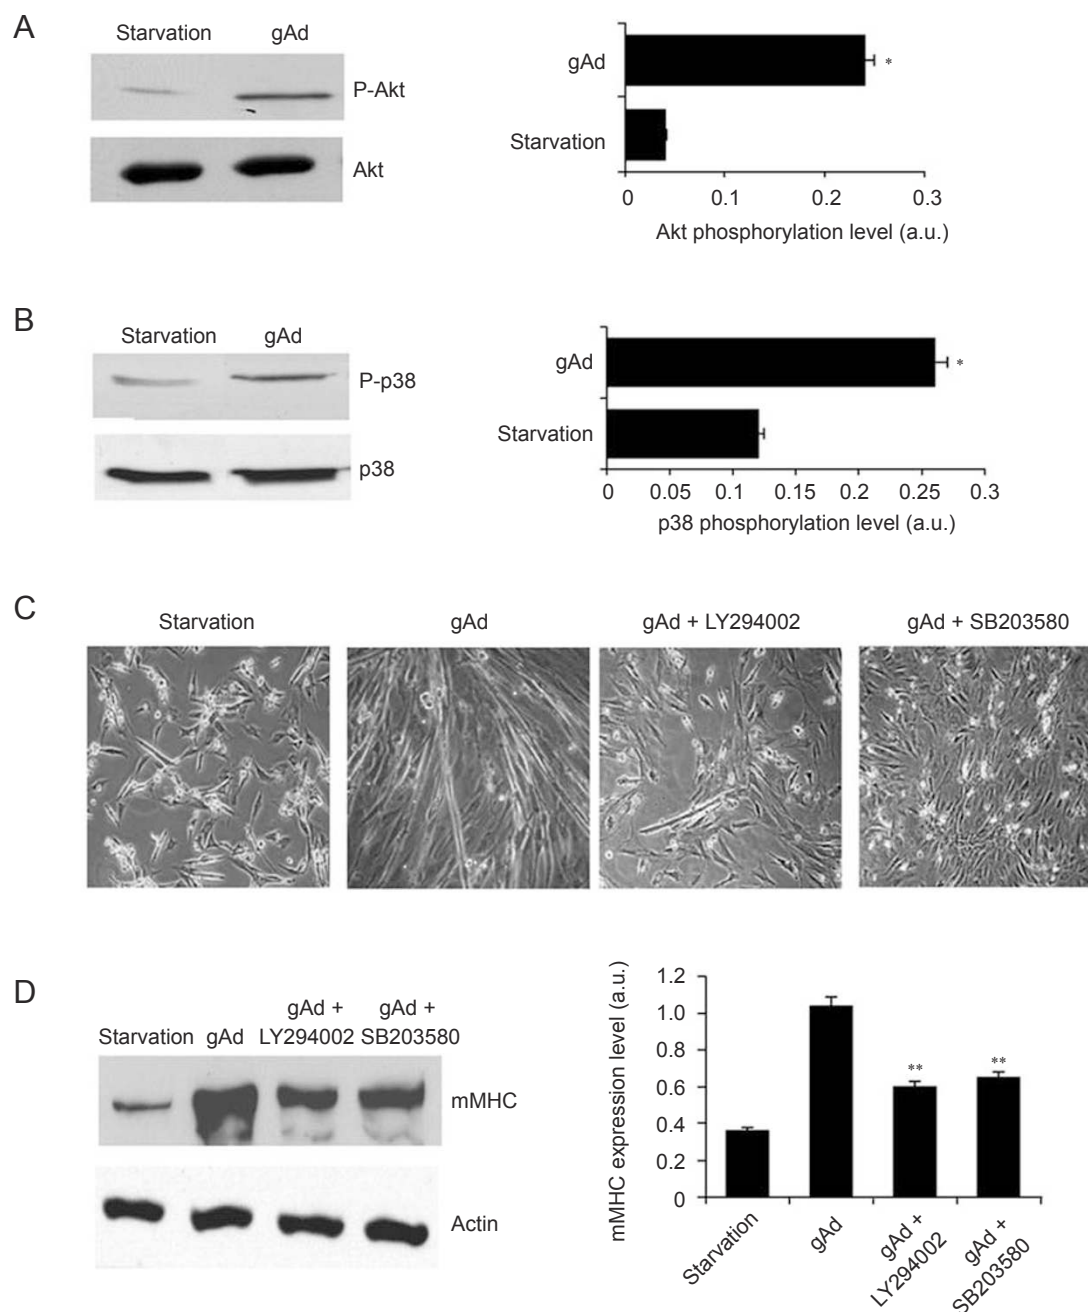 A
Starvation gAd
P-Akt
Akt
gAd
*
Starvation
0 0.1 0.2 0.3
Akt phosphorylation level (a.u.)
B
Starvation gAd
P-p38
p38
gAd
*
Starvation
0 0.05 0.1 0.15 0.2 0.25 0.3
p38 phosphorylation level (a.u.)
C
Starvation gAd gAd + LY294002 gAd + SB203580
D
gAd + gAd +
Starvation gAd LY294002 SB203580
mMHC
Actin
mMHC expression level (a.u.)
1.2
1.0
0.8
0.6
0.4
0.2
0
**
**
Starvation
gAd
gAd +
LY294002
gAd +
SB203580